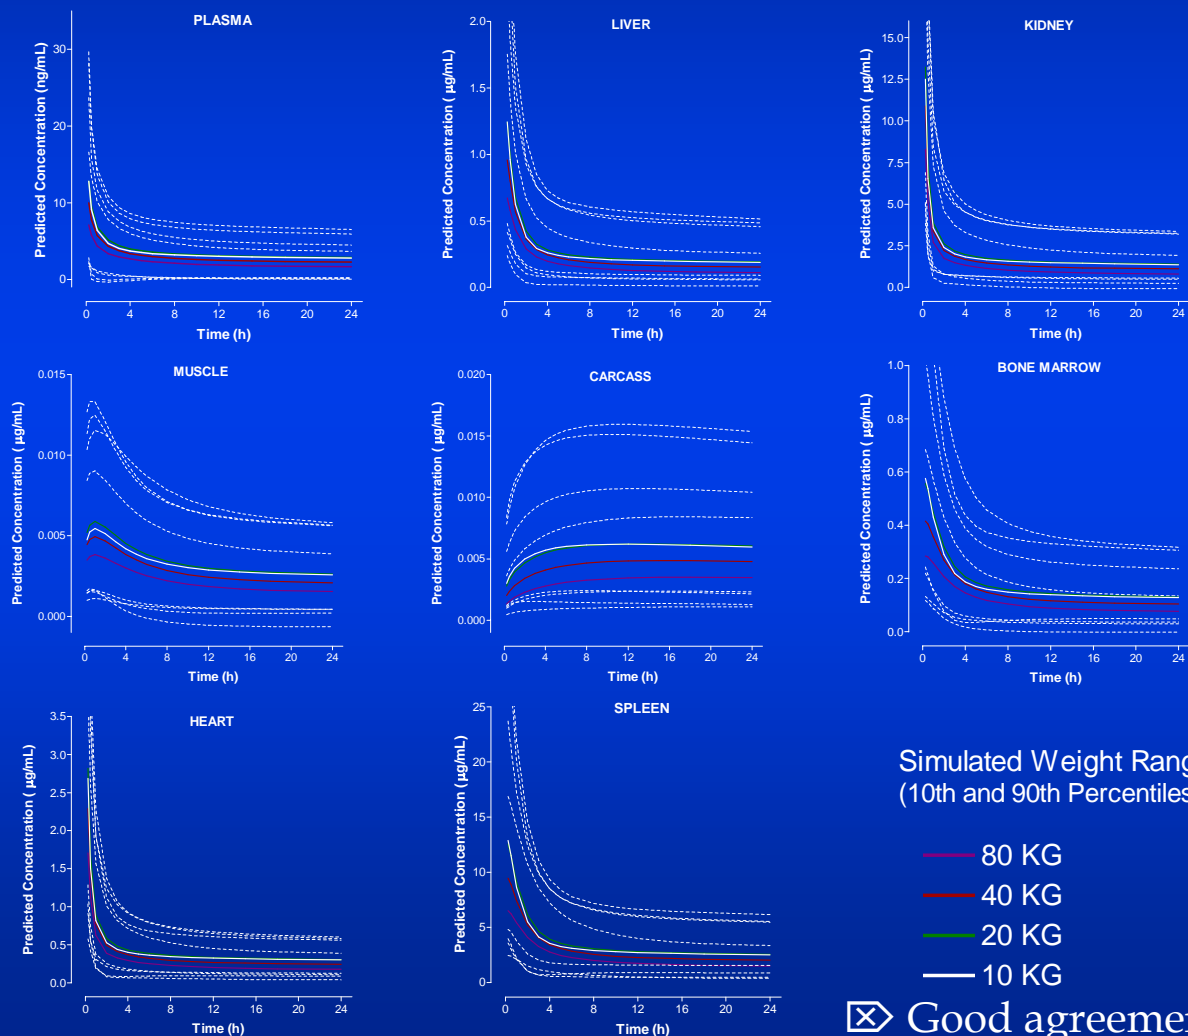 PLASMA
Predicted Concentration (ng/mL)
30
20
10
0
0 4 8 12 16 20 24
Time (h)
LIVER
Predicted Concentration ( µg/mL)
2.0
1.5
1.0
0.5
0.0
0 4 8 12 16 20 24
Time (h)
KIDNEY
Predicted Concentration ( µg/mL)
15.0
12.5
10.0
7.5
5.0
2.5
0.0
0 4 8 12 16 20 24
Time (h)
MUSCLE
Predicted Concentration ( µg/mL)
0.015
0.010
0.005
0.000
0 4 8 12 16 20 24
Time (h)
CARCASS
Predicted Concentration ( µg/mL)
0.020
0.015
0.010
0.005
0.000
0 4 8 12 16 20 24
Time (h)
BONE MARROW
Predicted Concentration ( µg/mL)
1.0
0.8
0.6
0.4
0.2
0.0
0 4 8 12 16 20 24
Time (h)
HEART
Predicted Concentration ( µg/mL)
3.5
3.0
2.5
2.0
1.5
1.0
0.5
0.0
0 4 8 12 16 20 24
Time (h)
SPLEEN
Predicted Concentration ( µg/mL)
25
20
15
10
5
0
0 4 8 12 16 20 24
Time (h)
Simulated Weight Rang
(10th and 90th Percentiles
80 KG
40 KG
20 KG
10 KG
Good agreeme